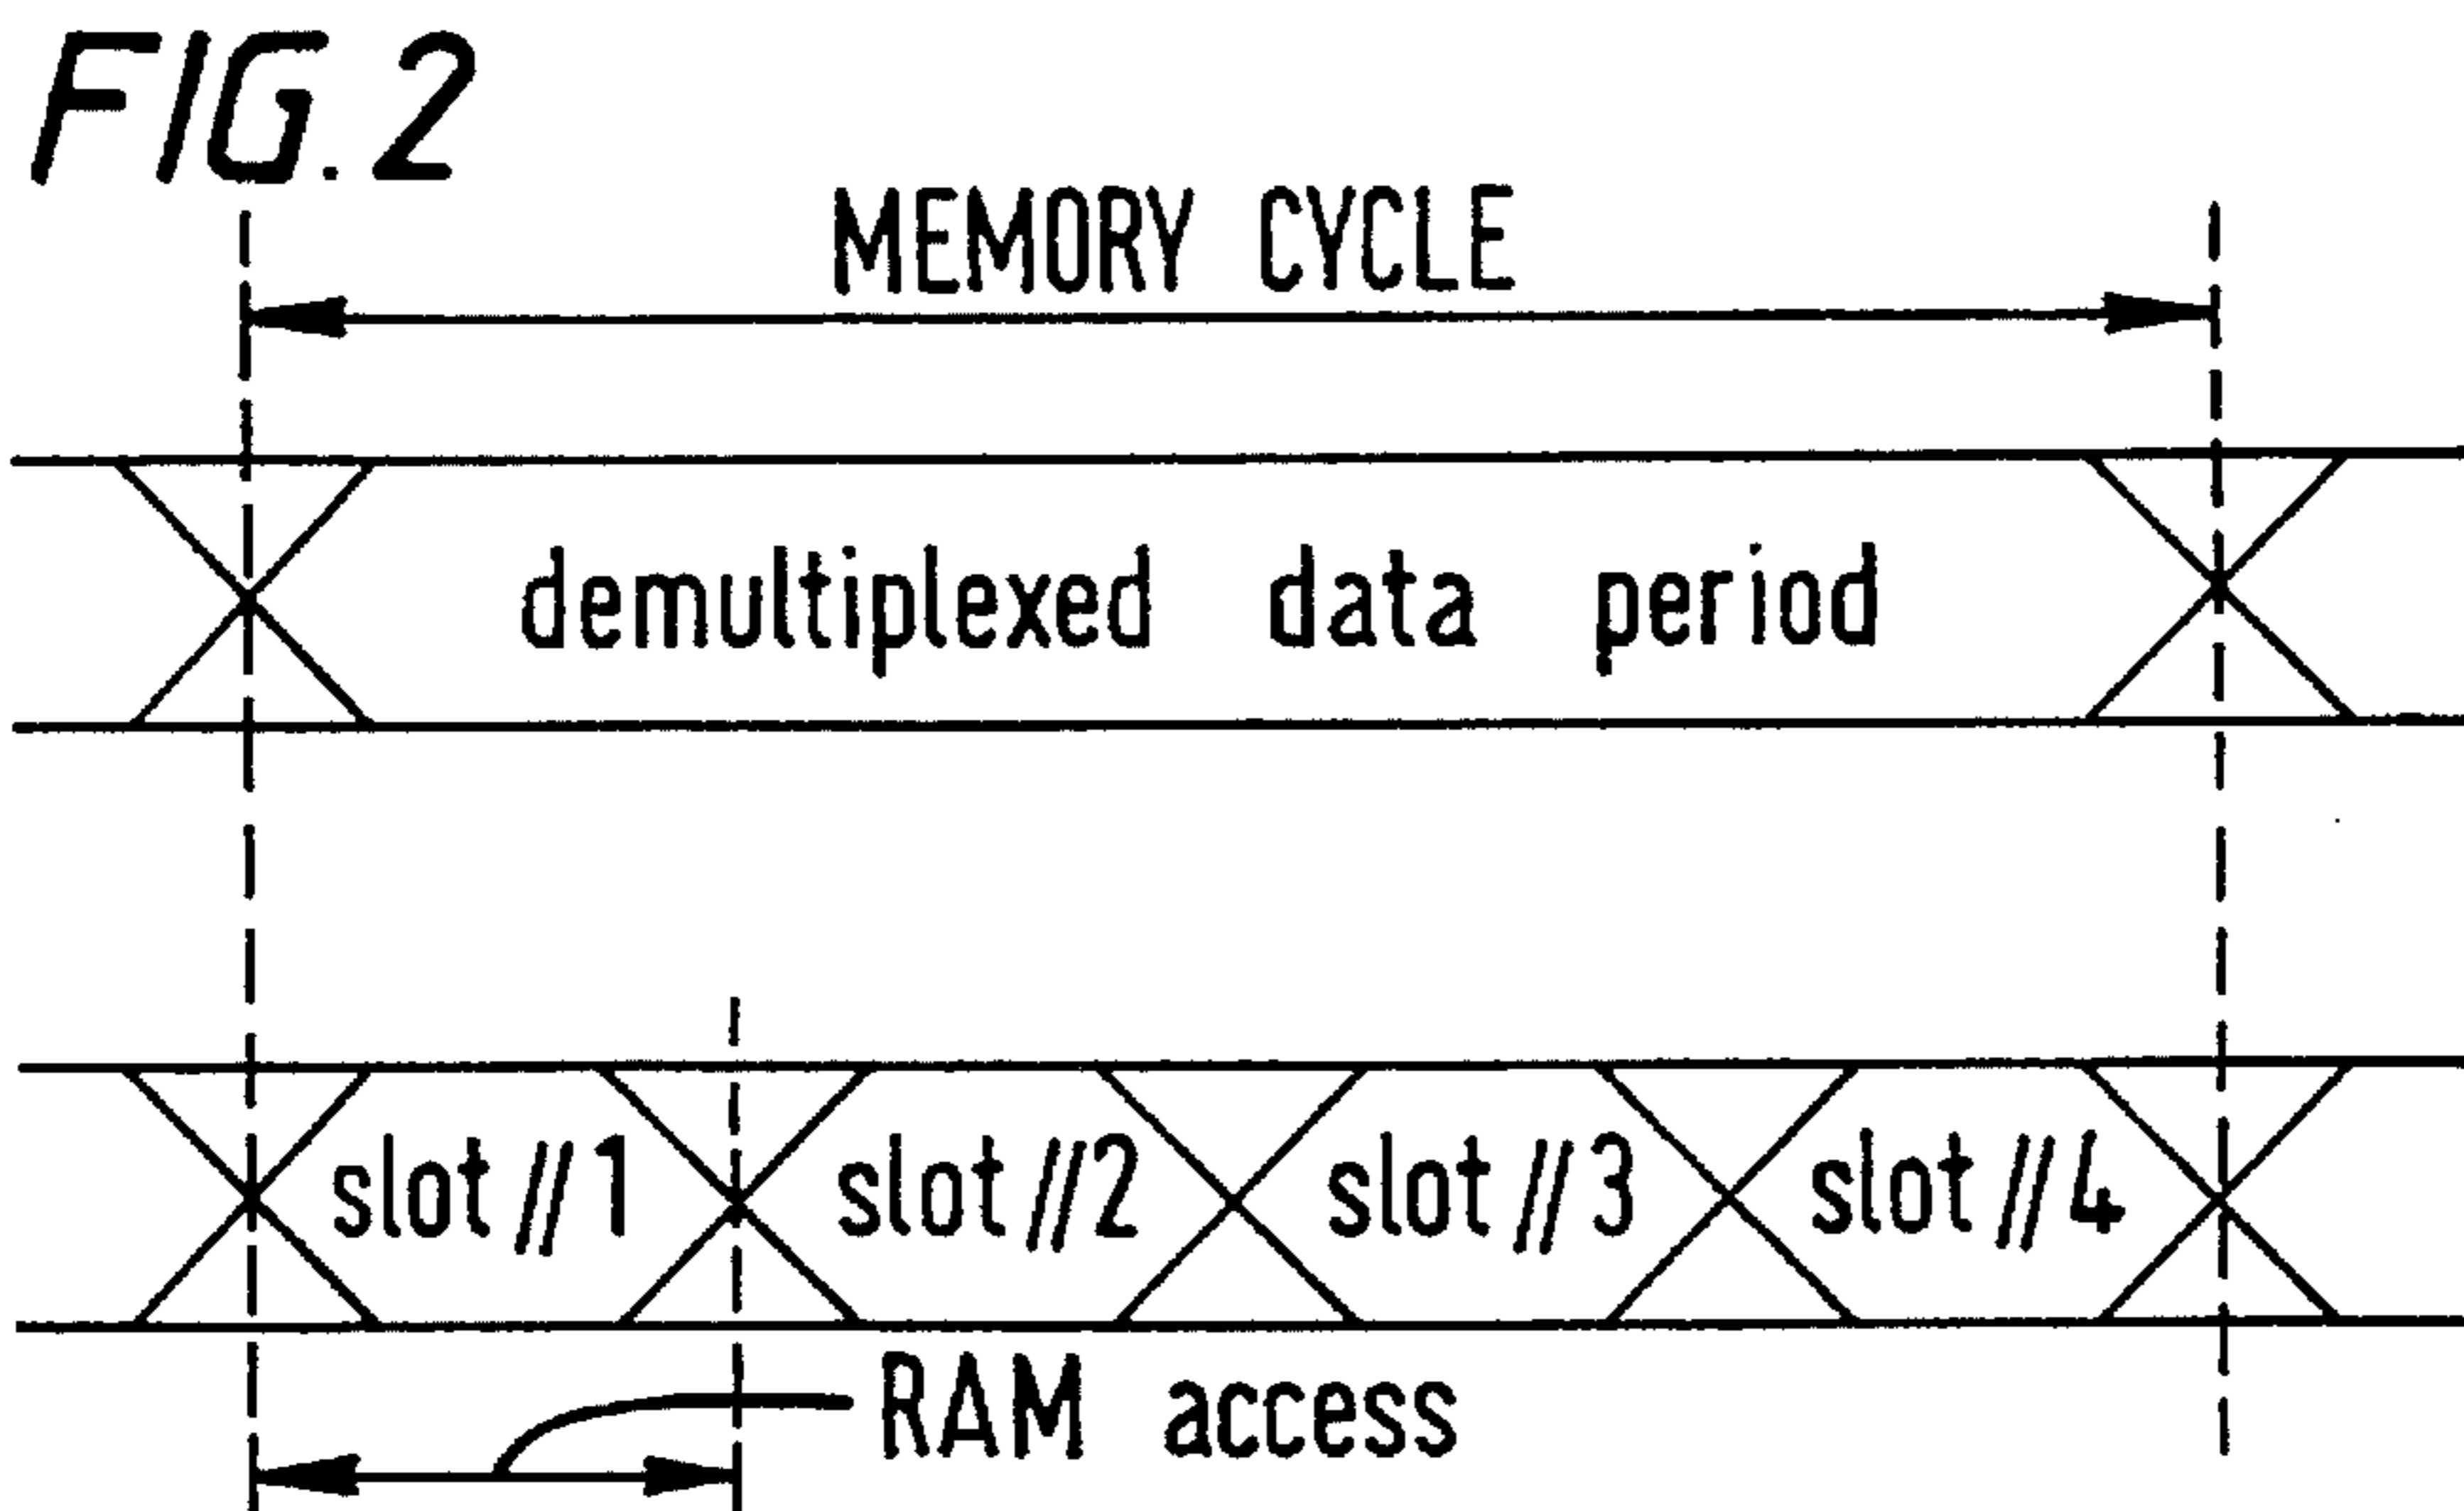 FIG. 2
MEMORY CYCLE
demultiplexed data period
slot //1 slot //2 slot //3 slot //4
RAM access